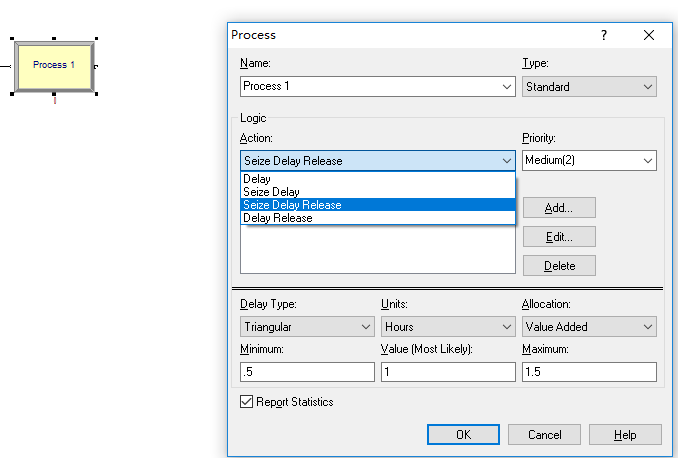 Process 1
Process
Name:
Type:
Process 1
Standard
Logic
Action:
Priority:
Seize Delay Release
Medium(2)
Delay
Seize Delay
Seize Delay Release
Delay Release
Add...
Edit...
Delete
Delay Type:
Units:
Allocation:
Triangular
Hours
Value Added
Minimum:
Value (Most Likely):
Maximum:
.5
1
1.5
Report Statistics
OK
Cancel
Help